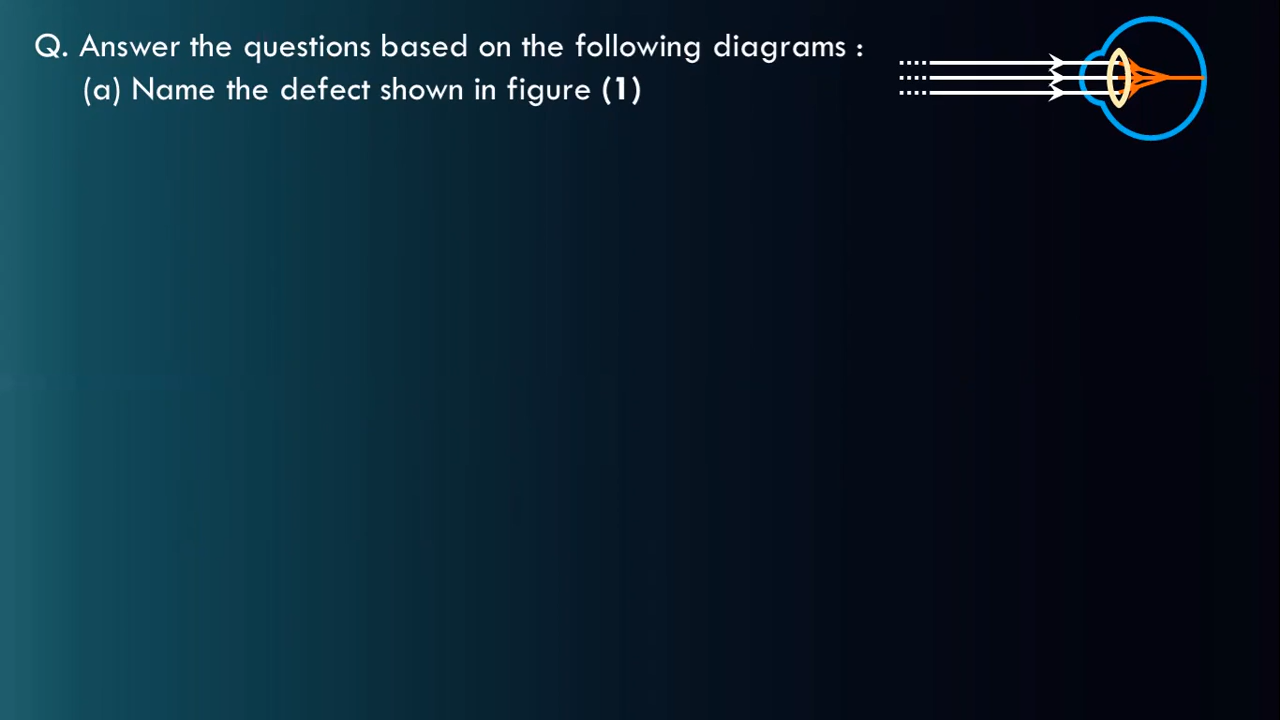 Q. Answer the questions based on the following diagrams :
(a) Name the defect shown in figure (1)